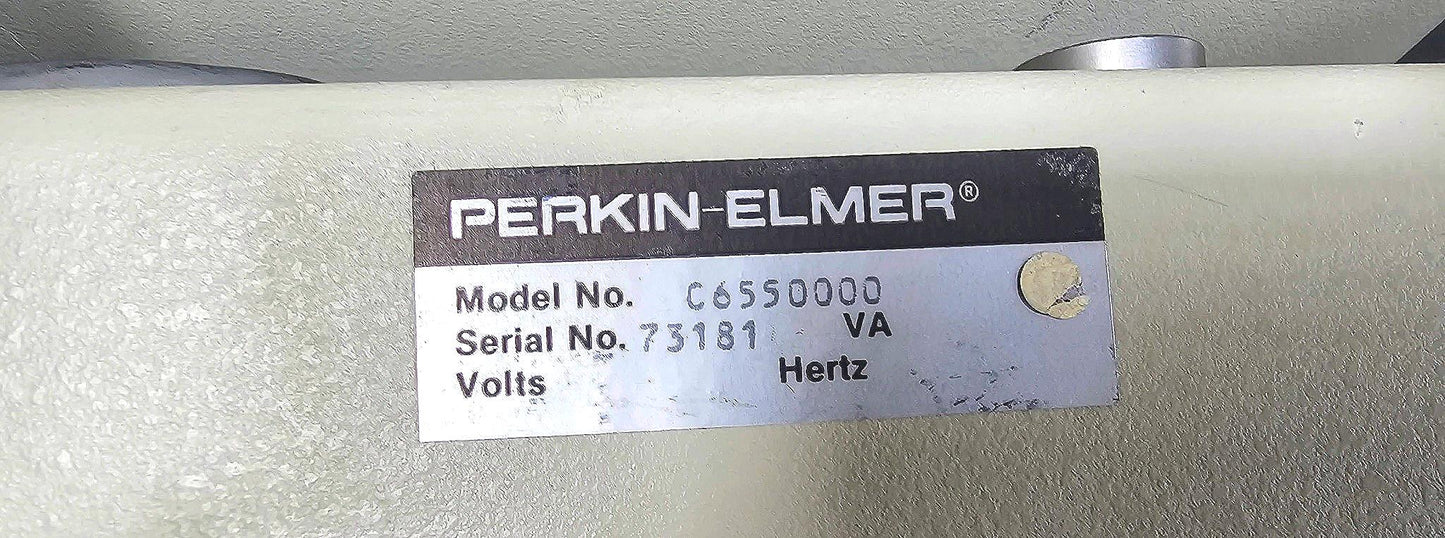 PERKIN-ELMER®
Model No. C6550000
Serial No. 73181 VA
Volts Hertz